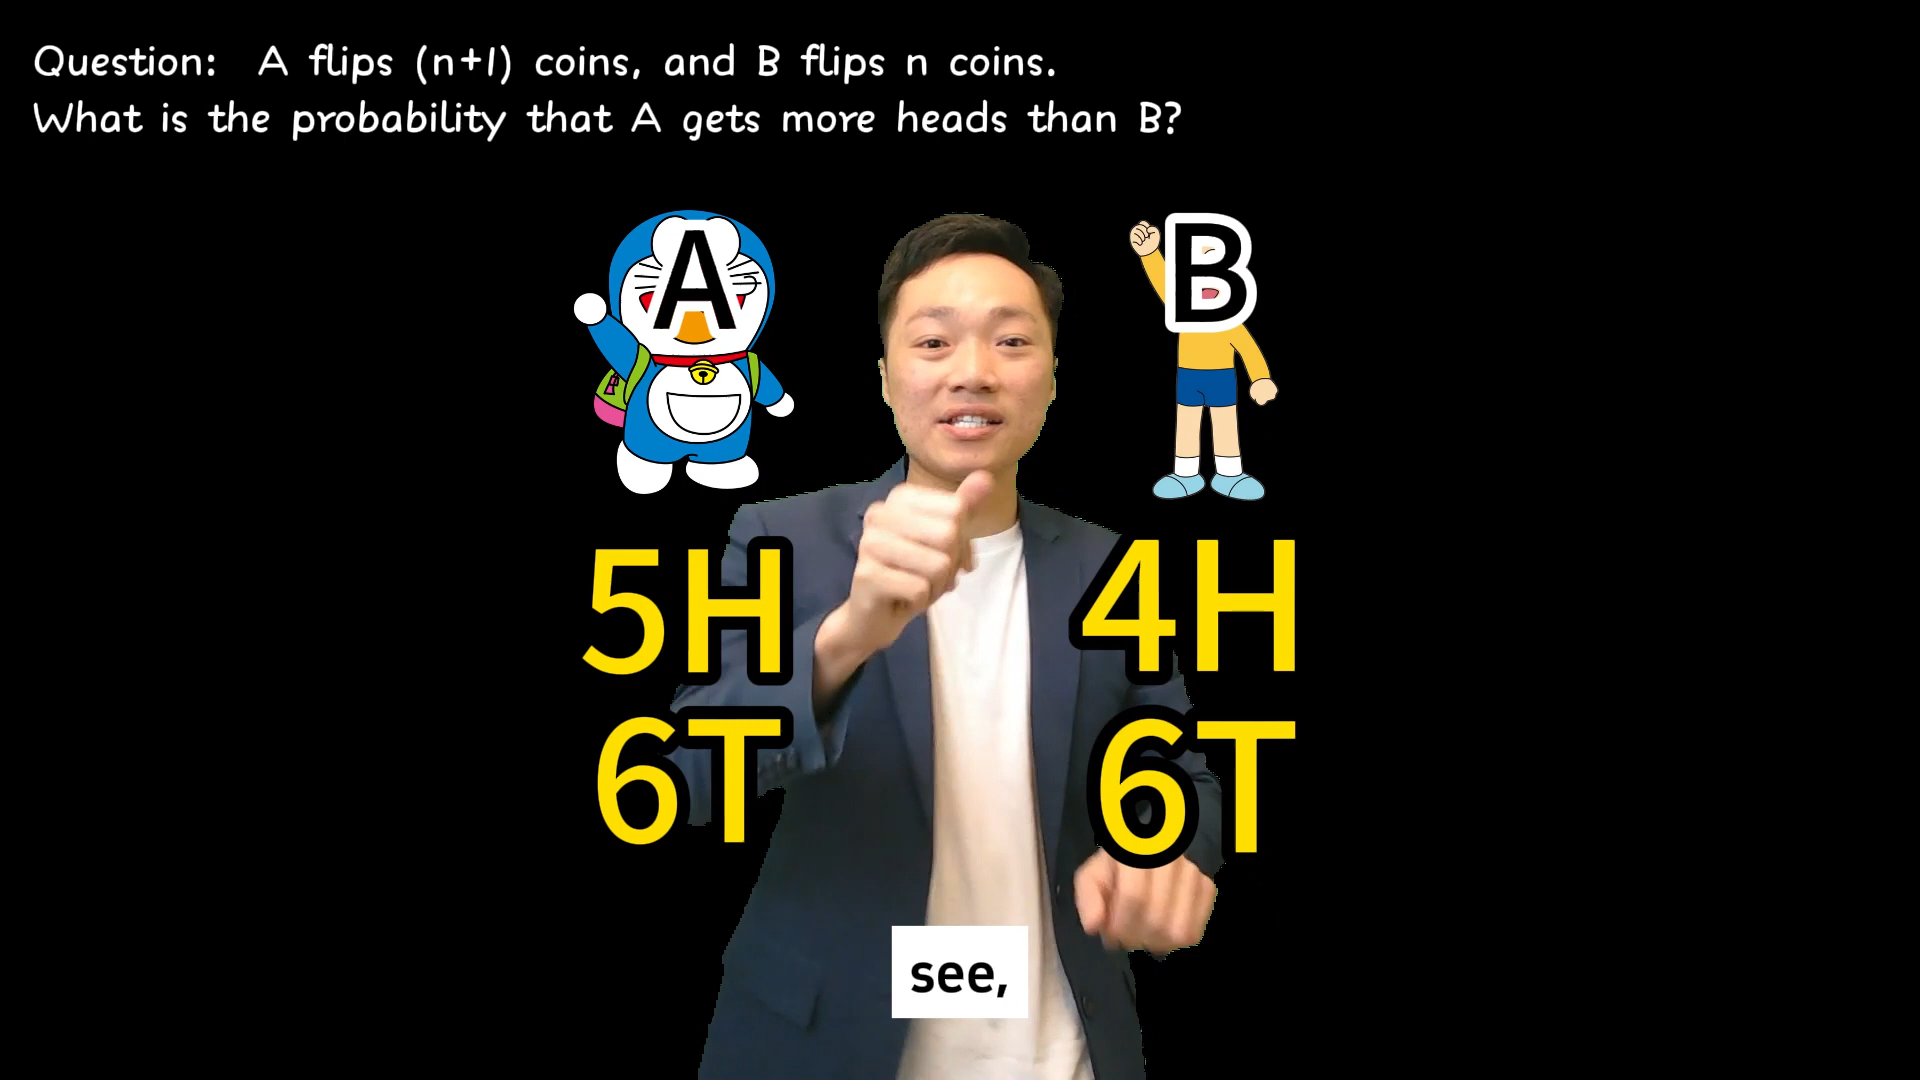 Question: A flips (n+1) coins, and B flips n coins.
What is the probability that A gets more heads than B?
A B
5H 4H
6T 6T
see,